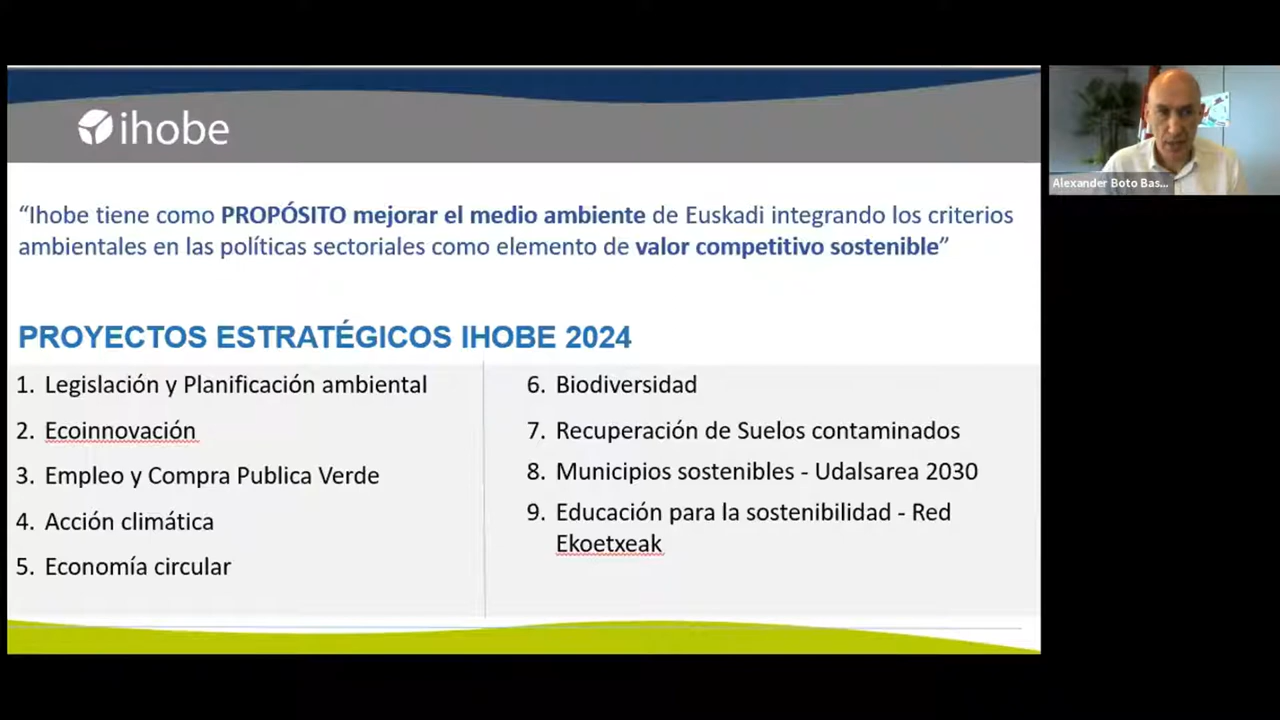 ihobe
“Ihobe tiene como PROPÓSITO mejorar el medio ambiente de Euskadi integrando los criterios
ambientales en las políticas sectoriales como elemento de valor competitivo sostenible”
PROYECTOS ESTRATÉGICOS IHOBE 2024
1. Legislación y Planificación ambiental
2. Ecoinnovación
3. Empleo y Compra Publica Verde
4. Acción climática
5. Economía circular
6. Biodiversidad
7. Recuperación de Suelos contaminados
8. Municipios sostenibles - Udalsarea 2030
9. Educación para la sostenibilidad - Red
Ekoetxeak
Alexander Boto Bas...